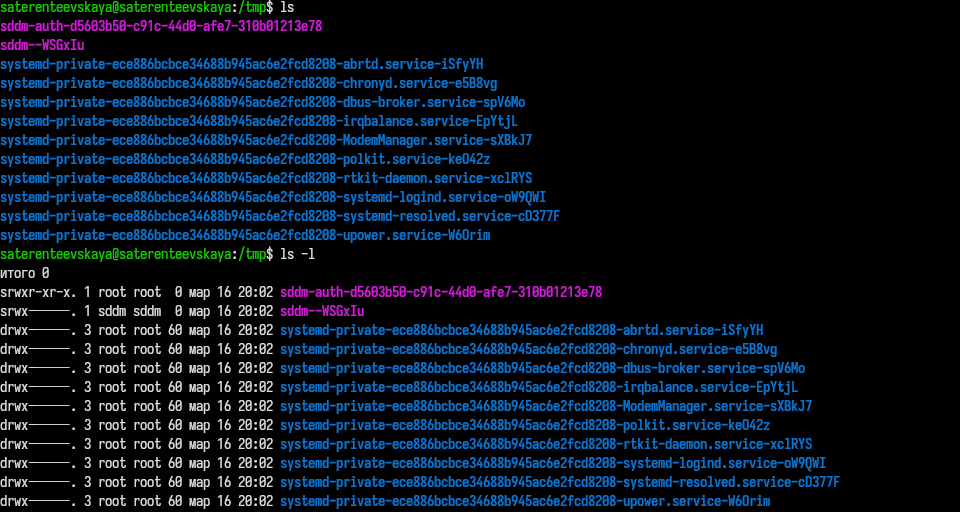 saterenteevskaya@saterenteevskaya:/tmp$ ls
sddm-auth-d5603b50-c91c-44d0-afe7-310b01213e78
sddm--WSGxIu
systemd-private-ece886bcbce34688b945ac6e2fcd8208-abrtd.service-iSfyYH
systemd-private-ece886bcbce34688b945ac6e2fcd8208-chronyd.service-e5B8vg
systemd-private-ece886bcbce34688b945ac6e2fcd8208-dbus-broker.service-spV6Mo
systemd-private-ece886bcbce34688b945ac6e2fcd8208-irqbalance.service-EpYtjL
systemd-private-ece886bcbce34688b945ac6e2fcd8208-ModemManager.service-sXBkJ7
systemd-private-ece886bcbce34688b945ac6e2fcd8208-polkit.service-keO42z
systemd-private-ece886bcbce34688b945ac6e2fcd8208-rtkit-daemon.service-xclRYS
systemd-private-ece886bcbce34688b945ac6e2fcd8208-systemd-logind.service-oW9QWI
systemd-private-ece886bcbce34688b945ac6e2fcd8208-systemd-resolved.service-cD377F
systemd-private-ece886bcbce34688b945ac6e2fcd8208-upower.service-W6Orim
saterenteevskaya@saterenteevskaya:/tmp$ ls -l
итого 0
srwxr-xr-x. 1 root root  0 мар 16 20:02 sddm-auth-d5603b50-c91c-44d0-afe7-310b01213e78
srwx------. 1 sddm sddm  0 мар 16 20:02 sddm--WSGxIu
drwx------. 3 root root 60 мар 16 20:02 systemd-private-ece886bcbce34688b945ac6e2fcd8208-abrtd.service-iSfyYH
drwx------. 3 root root 60 мар 16 20:02 systemd-private-ece886bcbce34688b945ac6e2fcd8208-chronyd.service-e5B8vg
drwx------. 3 root root 60 мар 16 20:02 systemd-private-ece886bcbce34688b945ac6e2fcd8208-dbus-broker.service-spV6Mo
drwx------. 3 root root 60 мар 16 20:02 systemd-private-ece886bcbce34688b945ac6e2fcd8208-irqbalance.service-EpYtjL
drwx------. 3 root root 60 мар 16 20:02 systemd-private-ece886bcbce34688b945ac6e2fcd8208-ModemManager.service-sXBkJ7
drwx------. 3 root root 60 мар 16 20:02 systemd-private-ece886bcbce34688b945ac6e2fcd8208-polkit.service-keO42z
drwx------. 3 root root 60 мар 16 20:02 systemd-private-ece886bcbce34688b945ac6e2fcd8208-rtkit-daemon.service-xclRYS
drwx------. 3 root root 60 мар 16 20:02 systemd-private-ece886bcbce34688b945ac6e2fcd8208-systemd-logind.service-oW9QWI
drwx------. 3 root root 60 мар 16 20:02 systemd-private-ece886bcbce34688b945ac6e2fcd8208-systemd-resolved.service-cD377F
drwx------. 3 root root 60 мар 16 20:02 systemd-private-ece886bcbce34688b945ac6e2fcd8208-upower.service-W6Orim